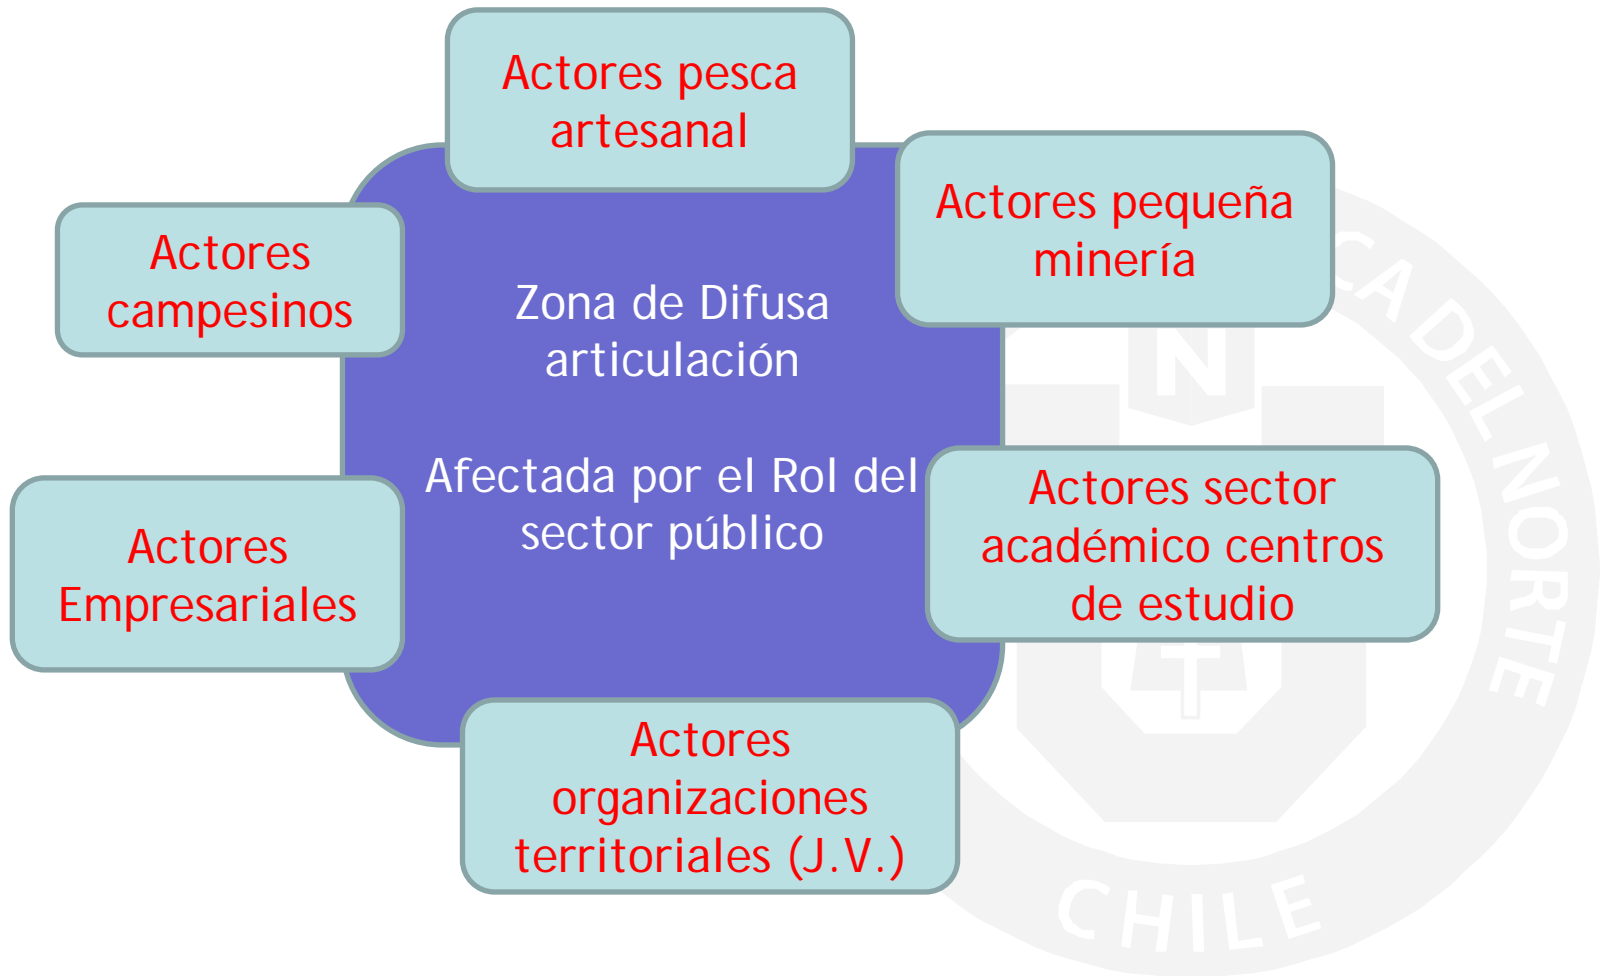 Actores pesca
artesanal
Actores pequeña
minería
Actores
campesinos
Zona de Difusa
articulación
Afectada por el Rol del
sector público
Actores sector
académico centros
de estudio
Actores
Empresariales
Actores
organizaciones
territoriales (J.V.)
N
CA DEL NORTE
CHILE